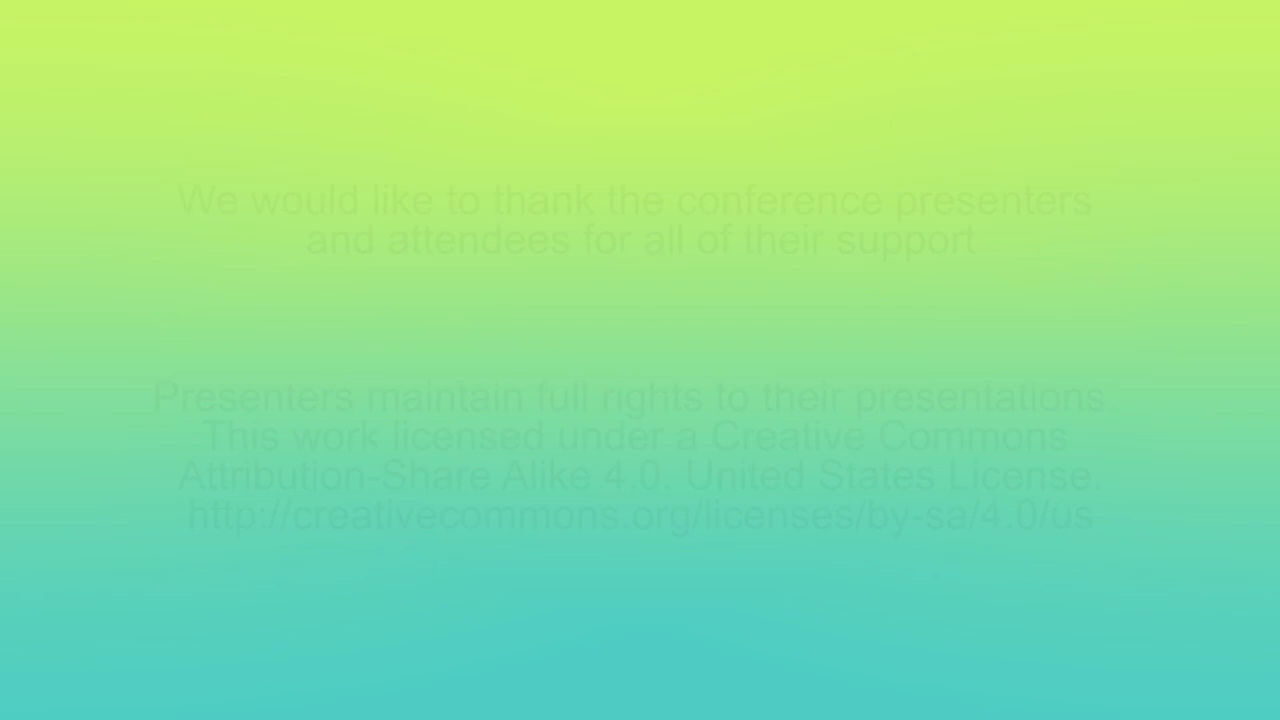 We would like to thank the conference presenters
and attendees for all of their support
Presenters maintain full rights to their presentations
This work licensed under a Creative Commons
Attribution-Share Alike 4.0. United States License.
http://creativecommons.org/licenses/by-sa/4.0/us